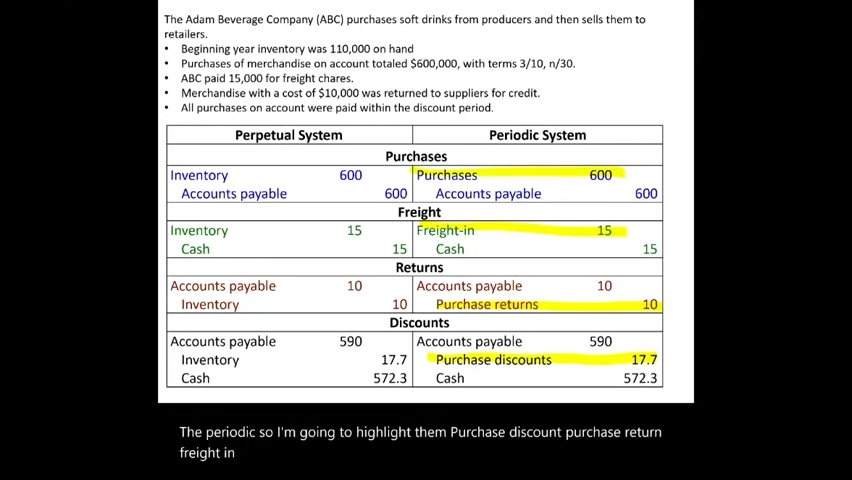 The Adam Beverage Company (ABC) purchases soft drinks from producers and then sells them to
retailers.
• Beginning year inventory was 110,000 on hand
• Purchases of merchandise on account totaled $600,000, with terms 3/10, n/30.
• ABC paid 15,000 for freight chares.
• Merchandise with a cost of $10,000 was returned to suppliers for credit.
• All purchases on account were paid within the discount period.
Perpetual System Periodic System
Purchases
Inventory 600 Purchases 600
Accounts payable 600 Accounts payable 600
Freight
Inventory 15 Freight-in 15
Cash 15 Cash 15
Returns
Accounts payable 10 Accounts payable 10
Inventory 10 Purchase returns 10
Discounts
Accounts payable 590 Accounts payable 590
Inventory 17.7 Purchase discounts 17.7
Cash 572.3 Cash 572.3
The periodic so I'm going to highlight them Purchase discount purchase return
freight in